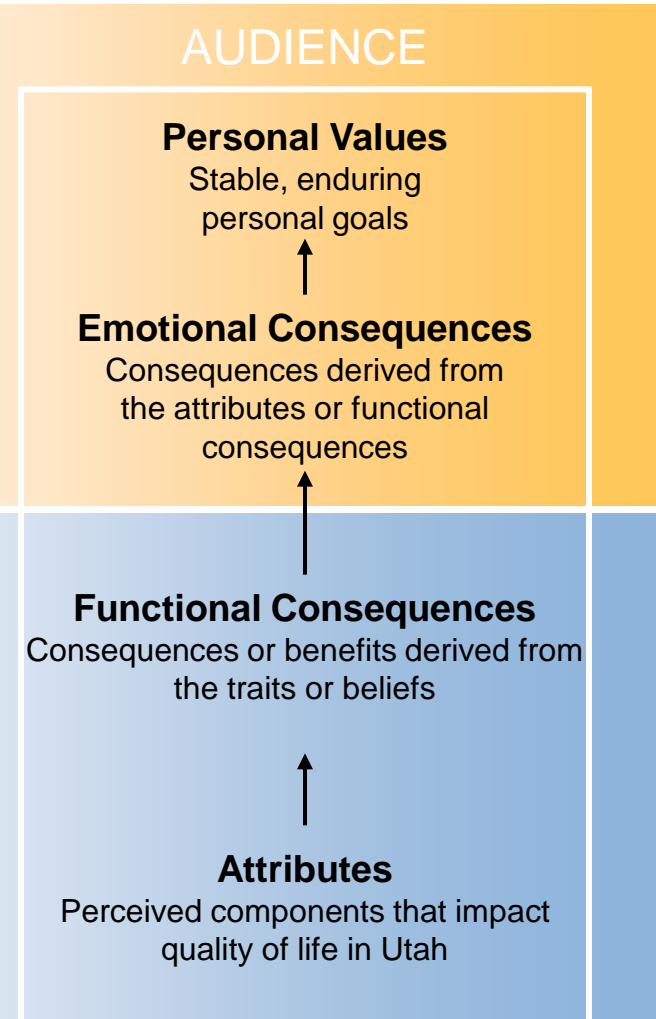 AUDIENCE
Personal Values
Stable, enduring
personal goals
Emotional Consequences
Consequences derived from
the attributes or functional
consequences
Functional Consequences
Consequences or benefits derived from
the traits or beliefs
Attributes
Perceived components that impact
quality of life in Utah